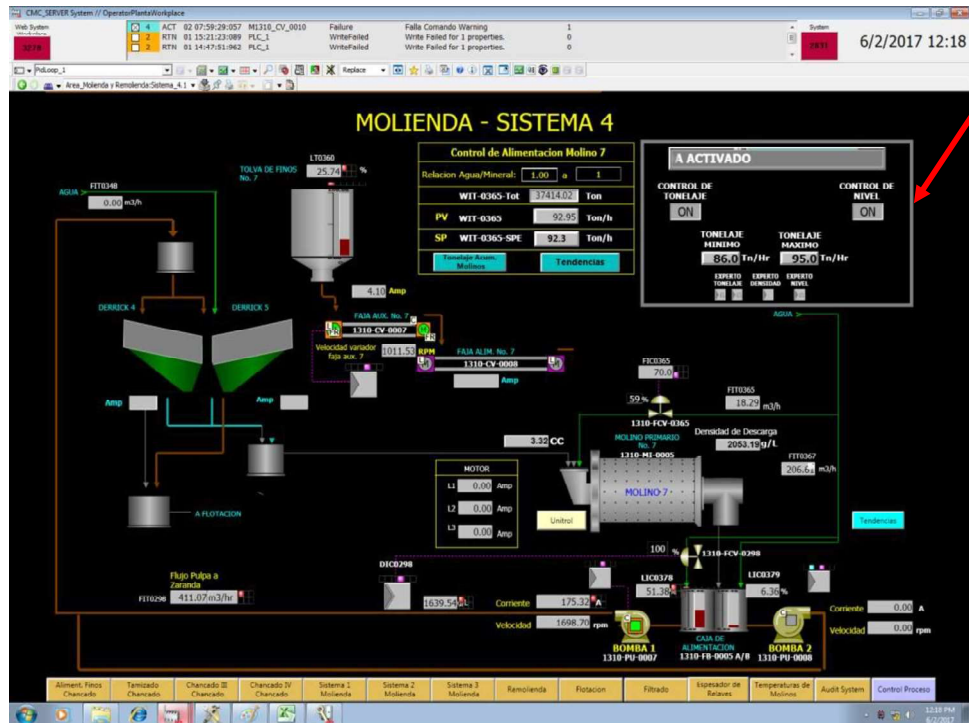 CMC_SERVER System // OperatorPlantaWorkplace
Web System
Workplace
3279
4 ACT 02 07:59:29:057 M1310_CV_0010 Failure Falla Comando Warning 1
2 RTN 01 15:21:23:089 PLC_1 WriteFailed Write Failed for 1 properties. 0
2 RTN 01 14:47:51:962 PLC_1 WriteFailed Write Failed for 1 properties. 0
System
2631
6/2/2017 12:18
PidLoop_1
Replace
Area_Molienda y Remolienda:Sistema_4.1
MOLIENDA - SISTEMA 4
Control de Alimentacion Molino 7
Relacion Agua/Mineral: 1.00 a 1
WIT-0365-Tot 37414.02 Ton
PV WIT-0365 92.95 Ton/h
SP WIT-0365-SPE 92.3 Ton/h
Tonelaje Acum. Molinos
Tendencias
A ACTIVADO
CONTROL DE TONELAJE
ON
CONTROL DE NIVEL
ON
TONELAJE MINIMO
86.0 Tn/Hr
TONELAJE MAXIMO
95.0 Tn/Hr
EXPERTO TONELAJE
EXPERTO DENSIDAD
EXPERTO NIVEL
LT0360
TOLVA DE FINOS No. 7
25.74 %
AGUA
FIT0348
0.00 m3/h
DERRICK 4
DERRICK 5
4.10 Amp
FAJA AUX. No. 7
1310-CV-0007
Velocidad variador faja aux. 7
1011.53 RPM
FAJA ALIM. No. 7
1310-CV-0008
Amp
Amp
Amp
AGUA
FIC0365
70.0
59 %
1310-FCV-0365
FIT0365
18.29 m3/h
MOLINO PRIMARIO No. 7
1310-MI-0005
Densidad de Descarga
2053.19 g/L
FIT0367
206.61 m3/h
3.32 CC
MOTOR
L1 0.00 Amp
L2 0.00 Amp
L3 0.00 Amp
Unitrol
MOLINO 7
Tendencias
A FLOTACION
100 %
1310-FCV-0298
DIC0298
1639.54
Flujo Pulpa a Zaranda
FIT0298 411.07 m3/hr
LIC0378
51.38
LIC0379
6.36 %
Corriente 175.32 A
Velocidad 1698.70 rpm
BOMBA 1
1310-PU-0007
CAJA DE ALIMENTACION
1310-FB-0005 A/B
BOMBA 2
1310-PU-0008
Corriente 0.00 A
Velocidad 0.00 rpm
Aliment. Finos Chancado
Tamizado Chancado
Chancado III Chancado
Chancado IV Chancado
Sistema 1 Molienda
Sistema 2 Molienda
Sistema 3 Molienda
Remolienda
Flotacion
Filtrado
Espesador de Relaves
Temperaturas de Molinos
Audit System
Control Proceso
12:18 PM
6/2/2017